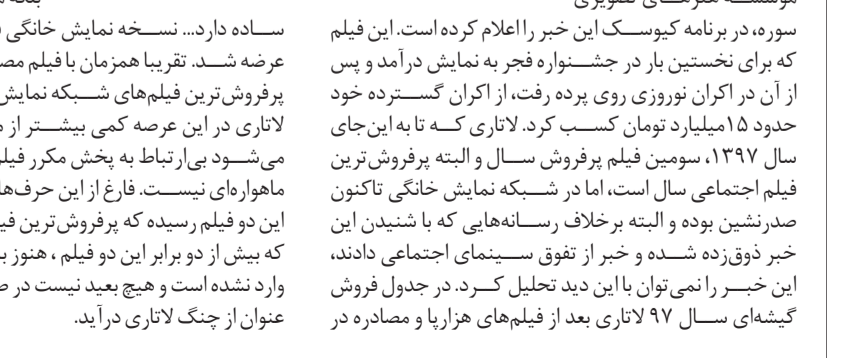 سوره، در برنامه کیوسک این خبر را اعلام کرده است. این فیلم
که برای نخستین بار در جشنواره فجر به نمایش درآمد و پس
از آن در اکران نوروزی روی پرده رفت، از اکران گسترده خود
حدود ۱۵میلیارد تومان کسب کرد. لاتاری که تا به این‌جای
سال ۱۳۹۷، سومین فیلم پرفروش سال و البته پرفروش‌ترین
فیلم اجتماعی سال است، اما در شبکه نمایش خانگی تاکنون
صدرنشین بوده و البته برخلاف رسانه‌هایی که با شنیدن این
خبر ذوق‌زده شده و خبر از تفوق سینمای اجتماعی دادند،
این خبر را نمی‌توان با این دید تحلیل کرد. در جدول فروش
گیشه‌ای سال ۹۷ لاتاری بعد از فیلم‌های هزارپا و مصادره در
ساده دارد... نسخه نمایش خانگی
عرضه شد. تقریبا همزمان با فیلم
پرفروش‌ترین فیلم‌های شبکه نمایش
لاتاری در این عرصه کمی بیشتر از
می‌شود بی‌ارتباط به پخش مکرر
ماهواره‌ای نیست. فارغ از این
این دو فیلم رسیده که پرفروش‌ترین
که بیش از دو برابر این دو فیلم ، هنوز
وارد نشده است و هیچ بعید نیست در
عنوان از چنگ لاتاری درآید.